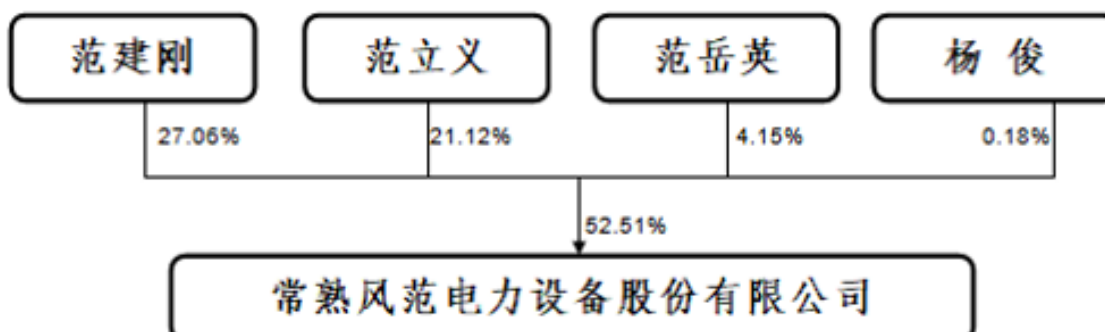 范建刚 范立义 范岳英 杨 俊
27.06% 21.12% 4.15% 0.18%
52.51%
常熟风范电力设备股份有限公司